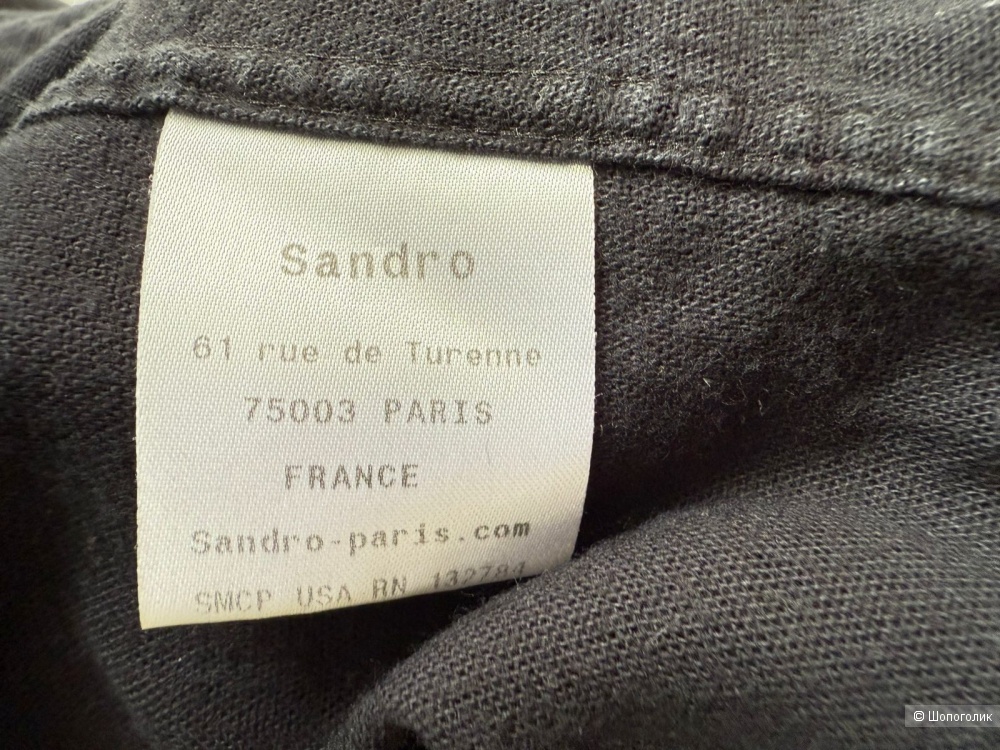 Sandro
61 rue de Turenne
75003 PARIS
FRANCE
Sandro-paris.com
SMCP USA RN 132784
© Шопоголик